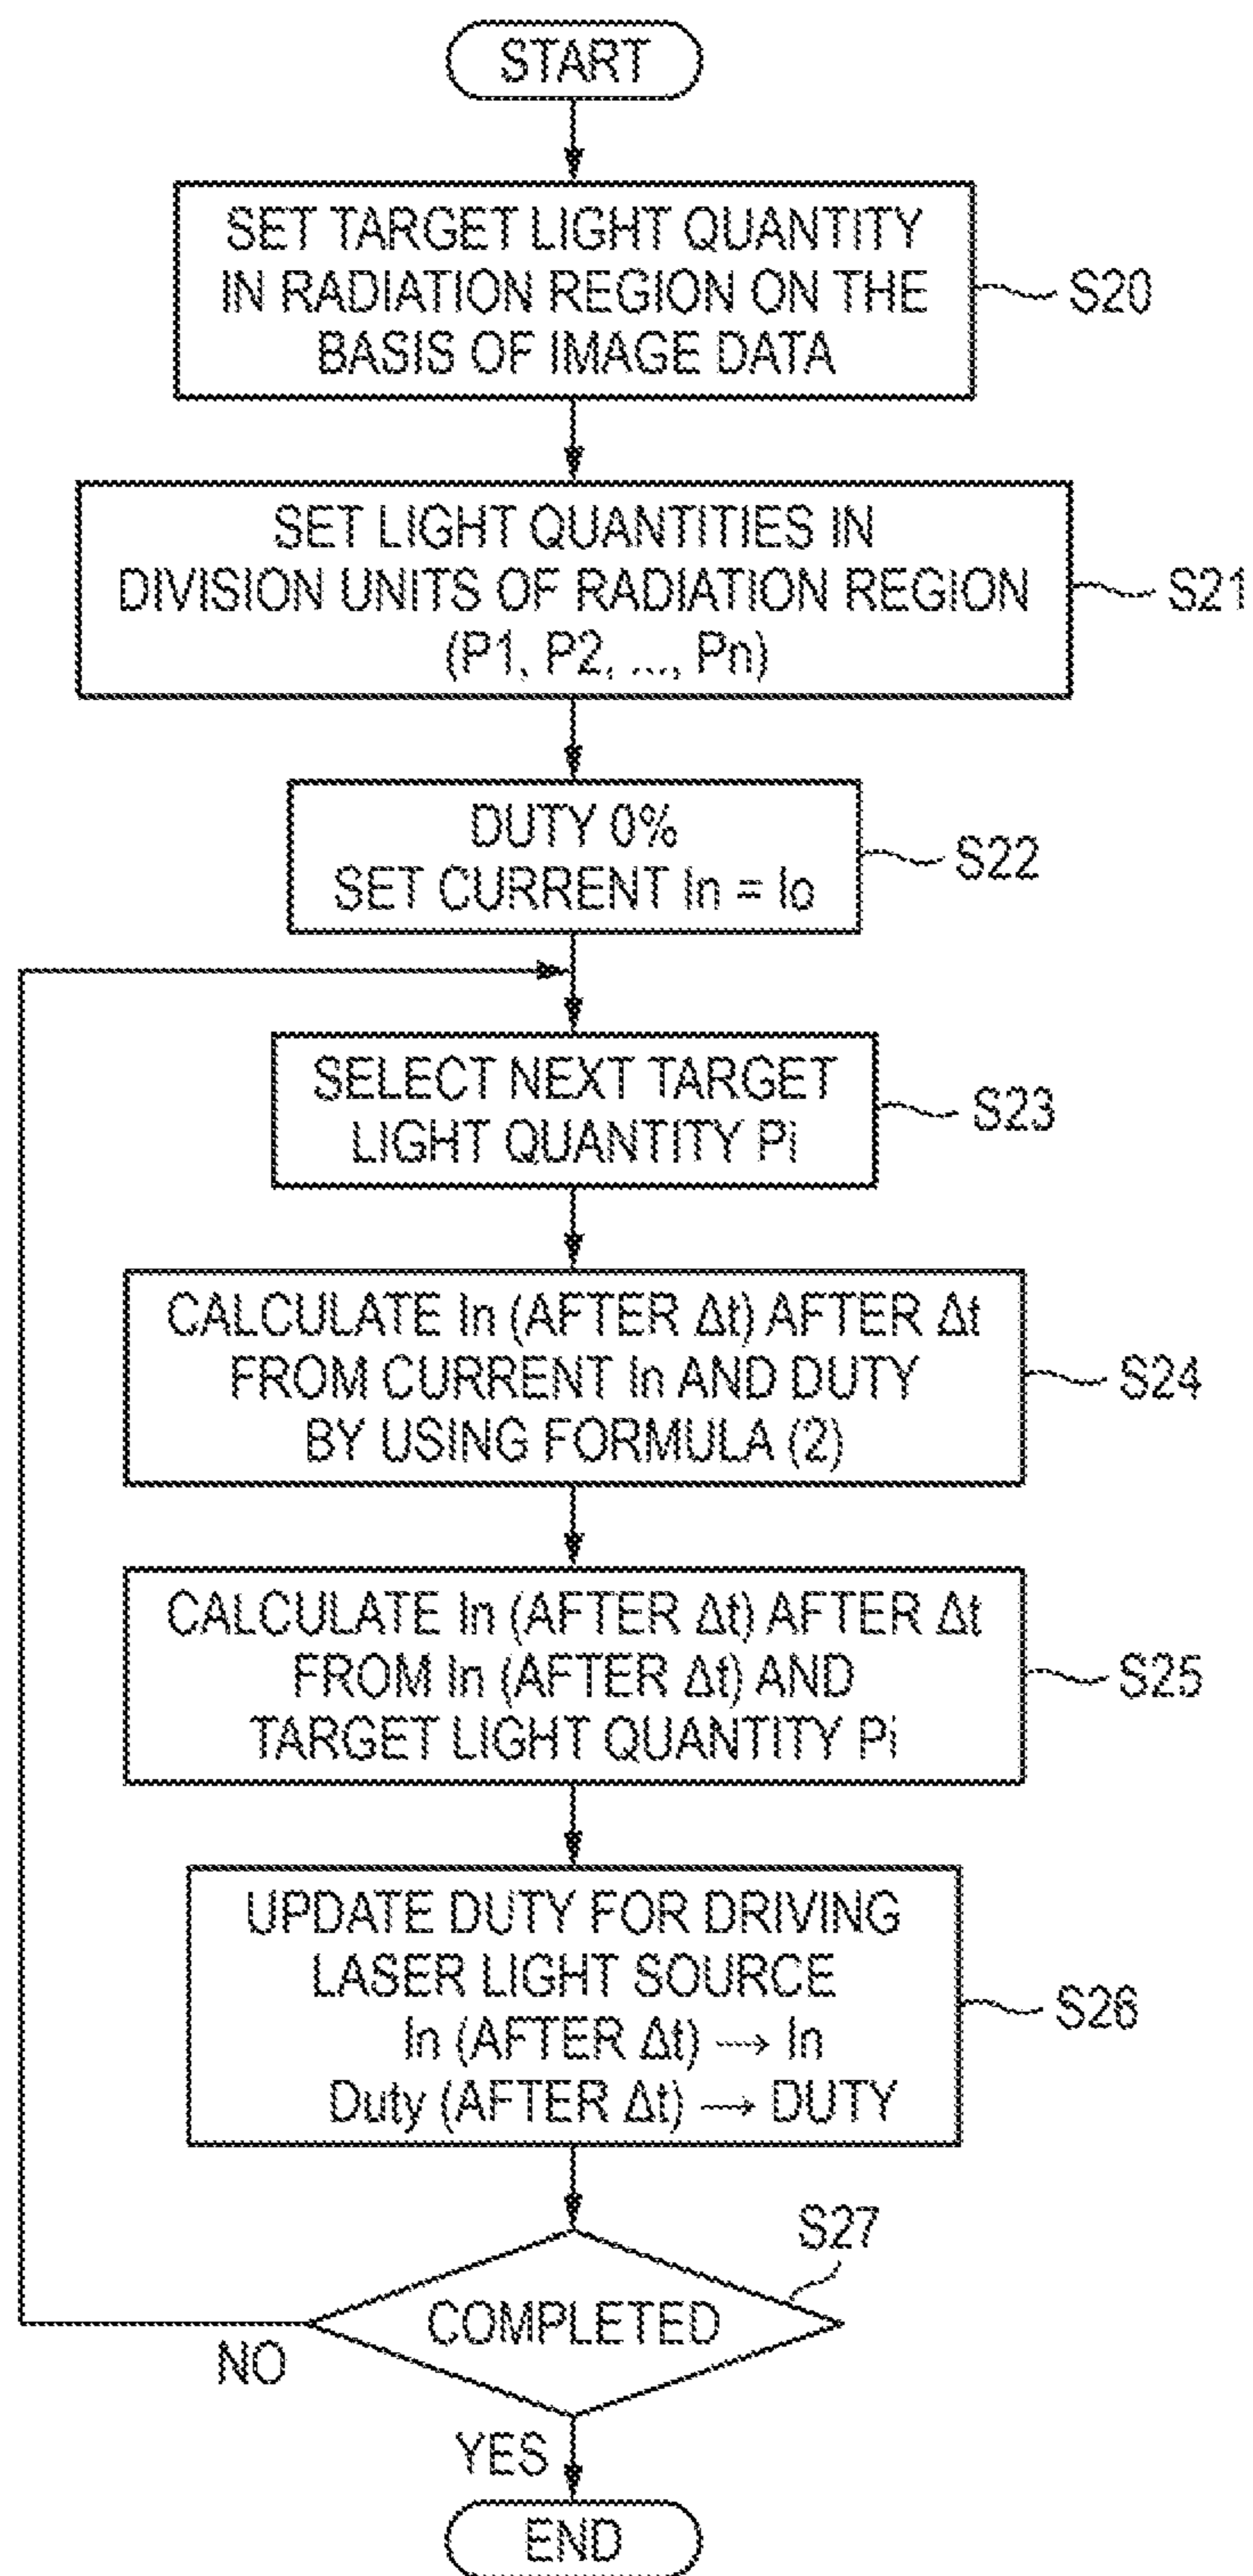 START
SET TARGET LIGHT QUANTITY
IN RADIATION REGION ON THE
BASIS OF IMAGE DATA
S20
SET LIGHT QUANTITIES IN
DIVISION UNITS OF RADIATION REGION
(P1, P2, ..., Pn)
S21
DUTY 0%
SET CURRENT In = Io
S22
SELECT NEXT TARGET
LIGHT QUANTITY Pi
S23
CALCULATE In (AFTER Δt) AFTER Δt
FROM CURRENT In AND DUTY
BY USING FORMULA (2)
S24
CALCULATE In (AFTER Δt) AFTER Δt
FROM In (AFTER Δt) AND
TARGET LIGHT QUANTITY Pi
S25
UPDATE DUTY FOR DRIVING
LASER LIGHT SOURCE
In (AFTER Δt) → In
Duty (AFTER Δt) → DUTY
S26
S27
COMPLETED
NO
YES
END